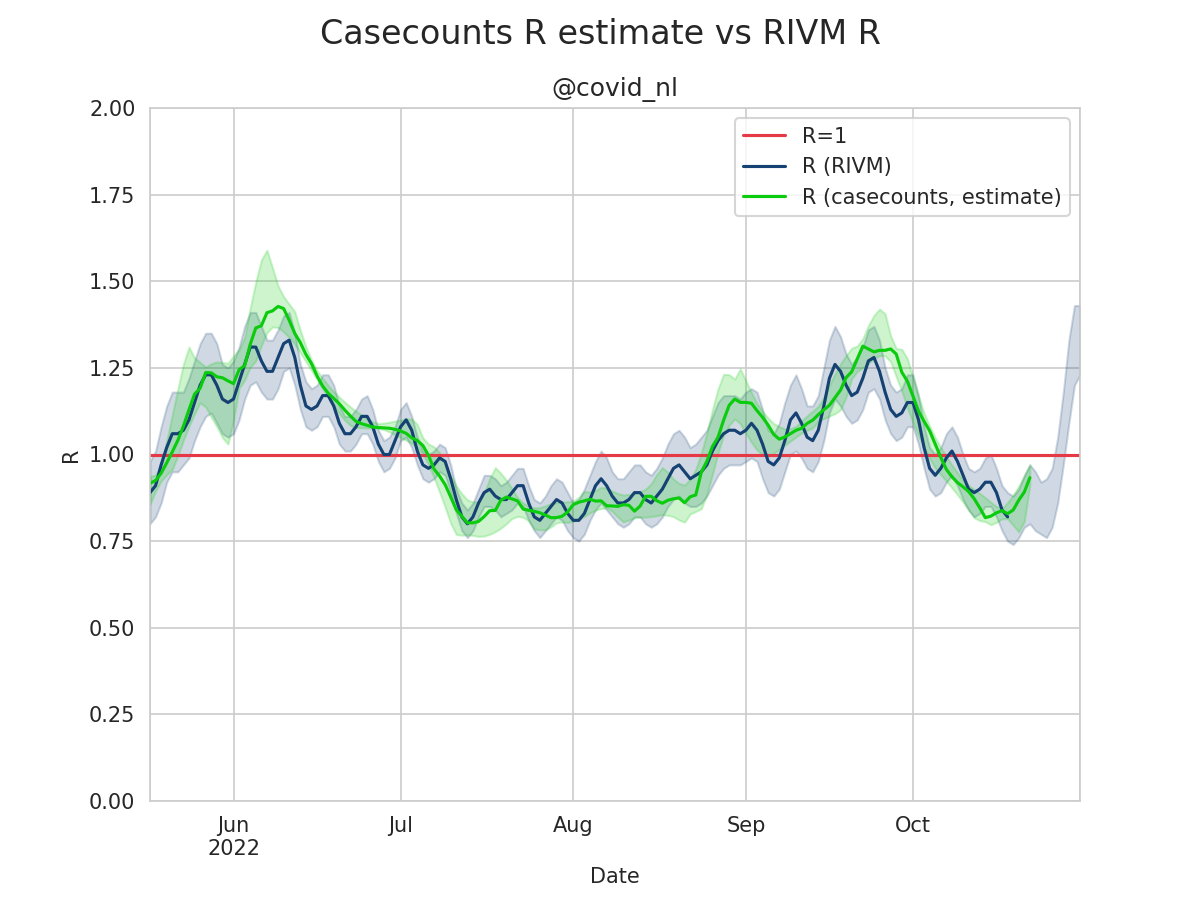 Casecounts R estimate vs RIVM R
@covid_nl
R=1
R (RIVM)
R (casecounts, estimate)
2.00
1.75
1.50
1.25
1.00
0.75
0.50
0.25
0.00
R
Jun Jul Aug Sep Oct
2022
Date